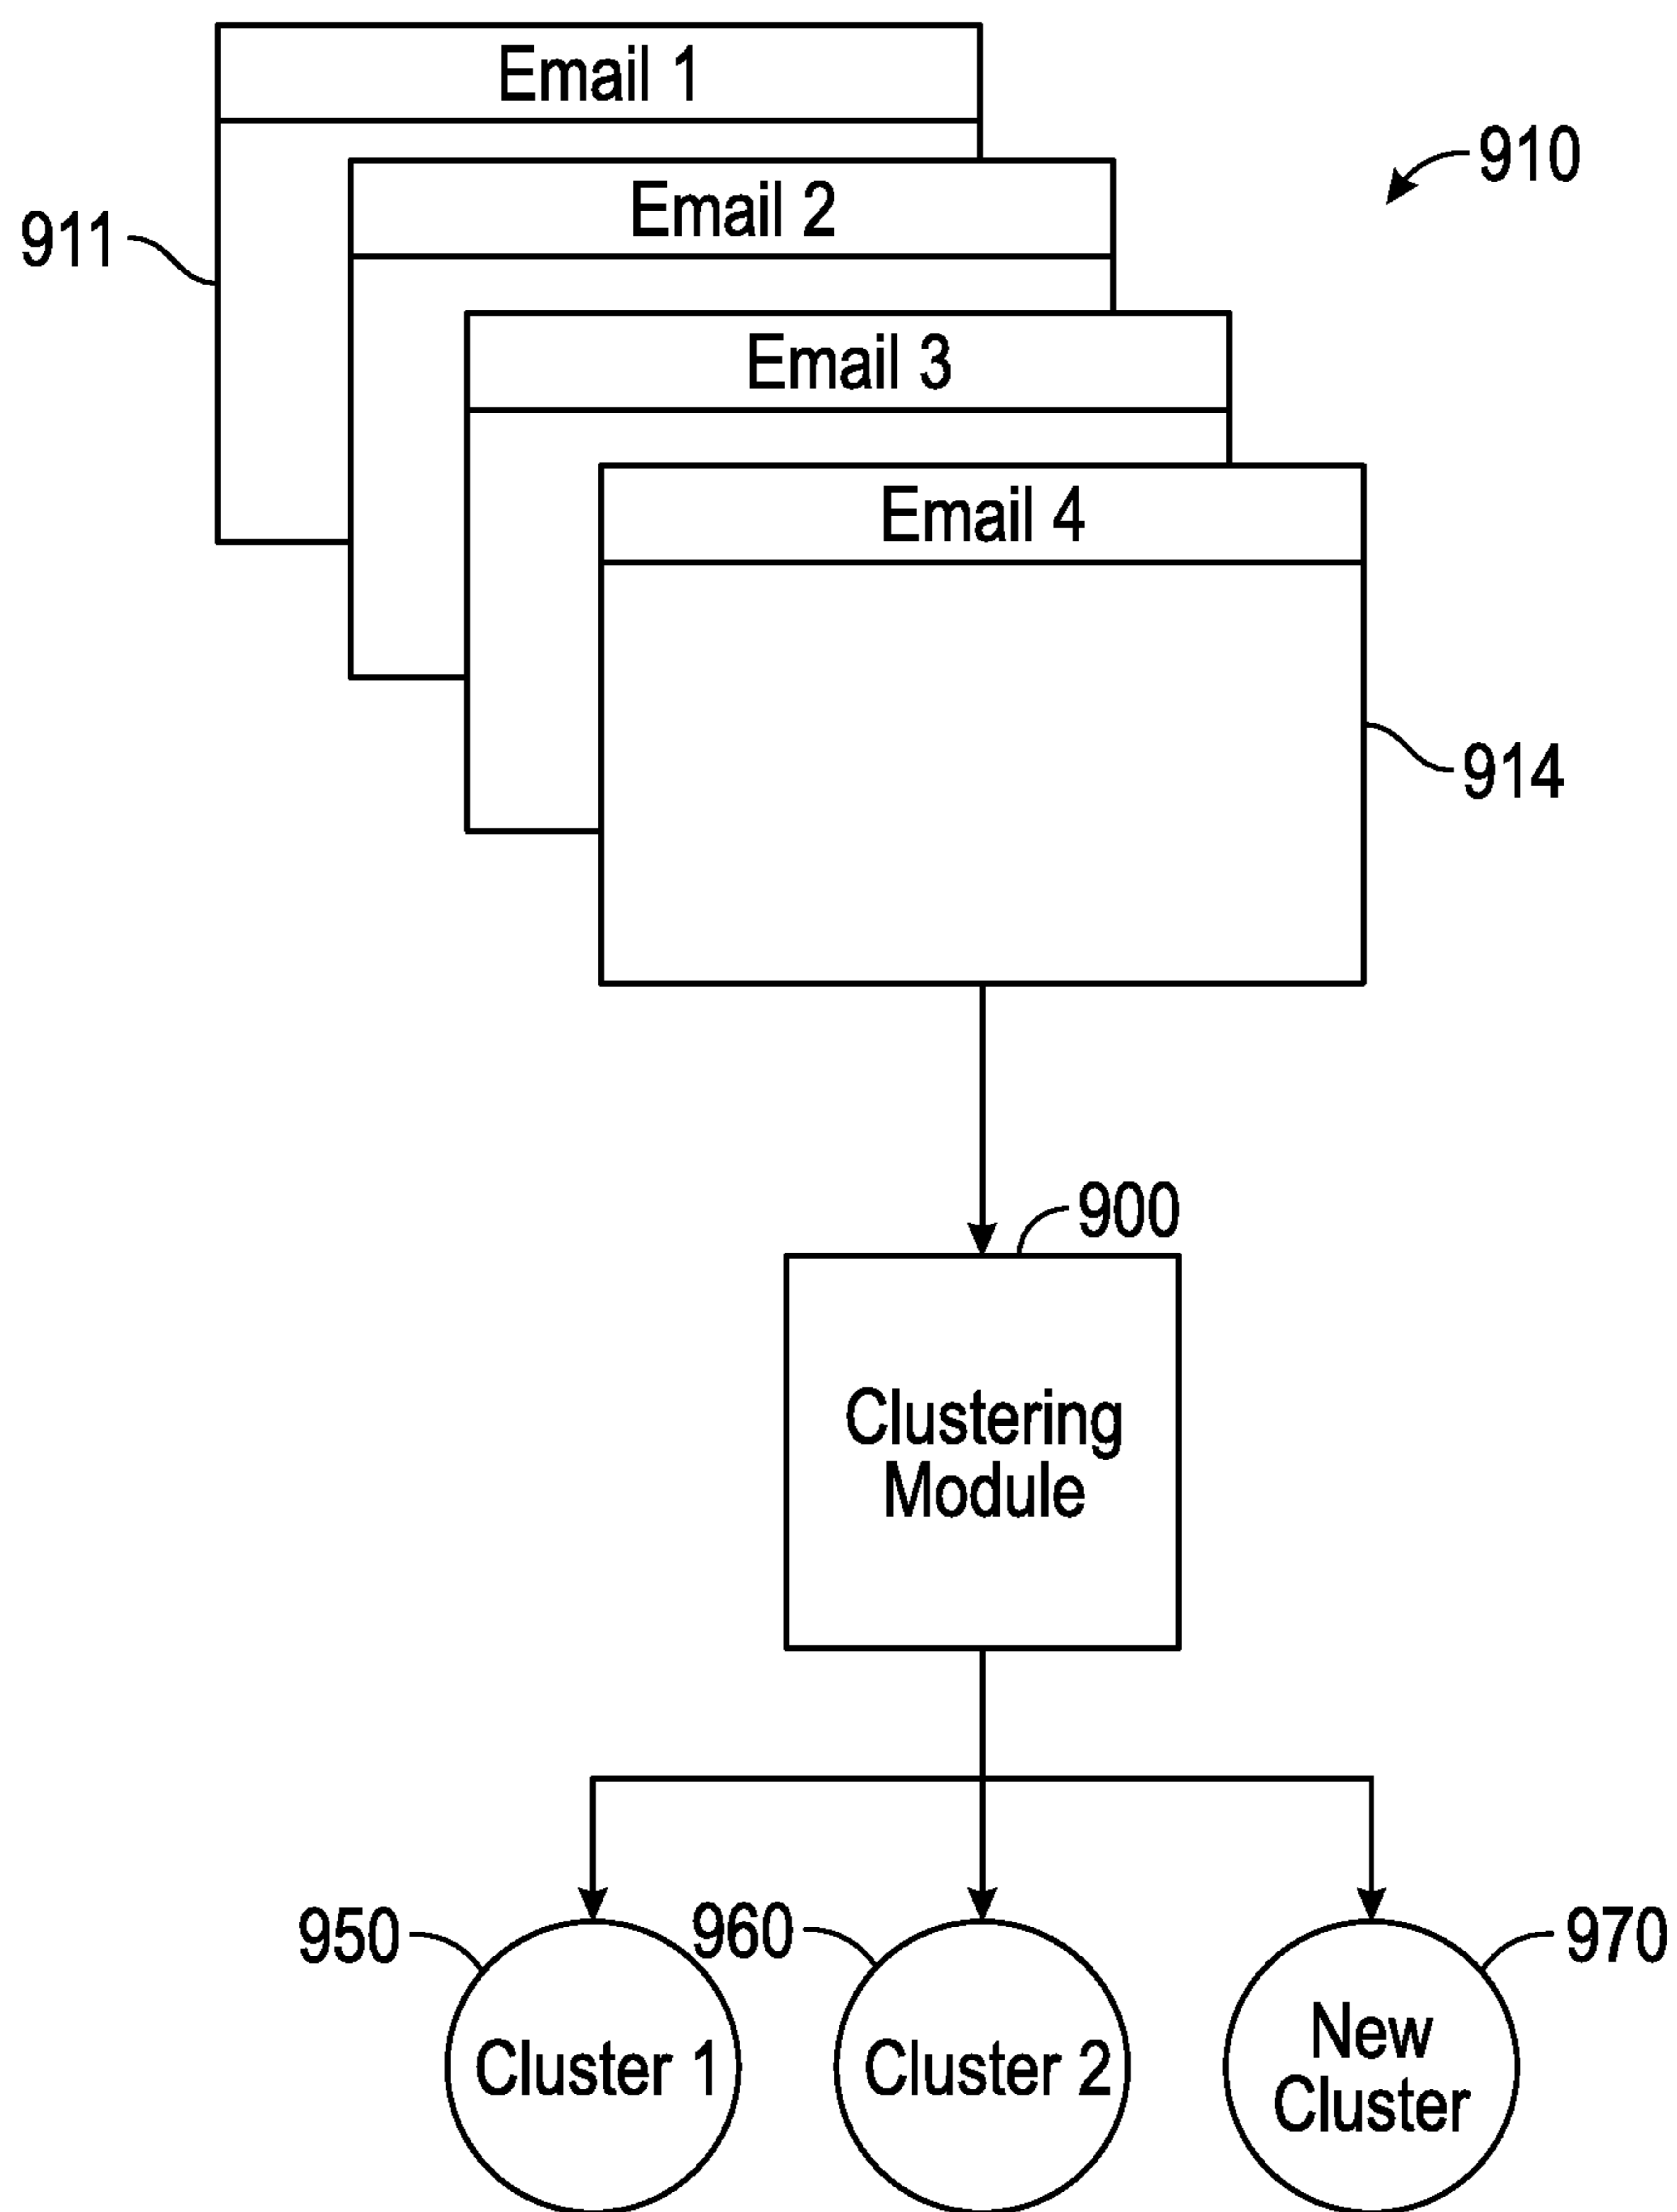 Email 1
910
Email 2
911
Email 3
Email 4
914
900
Clustering
Module
950
960
970
Cluster 1
Cluster 2
New
Cluster